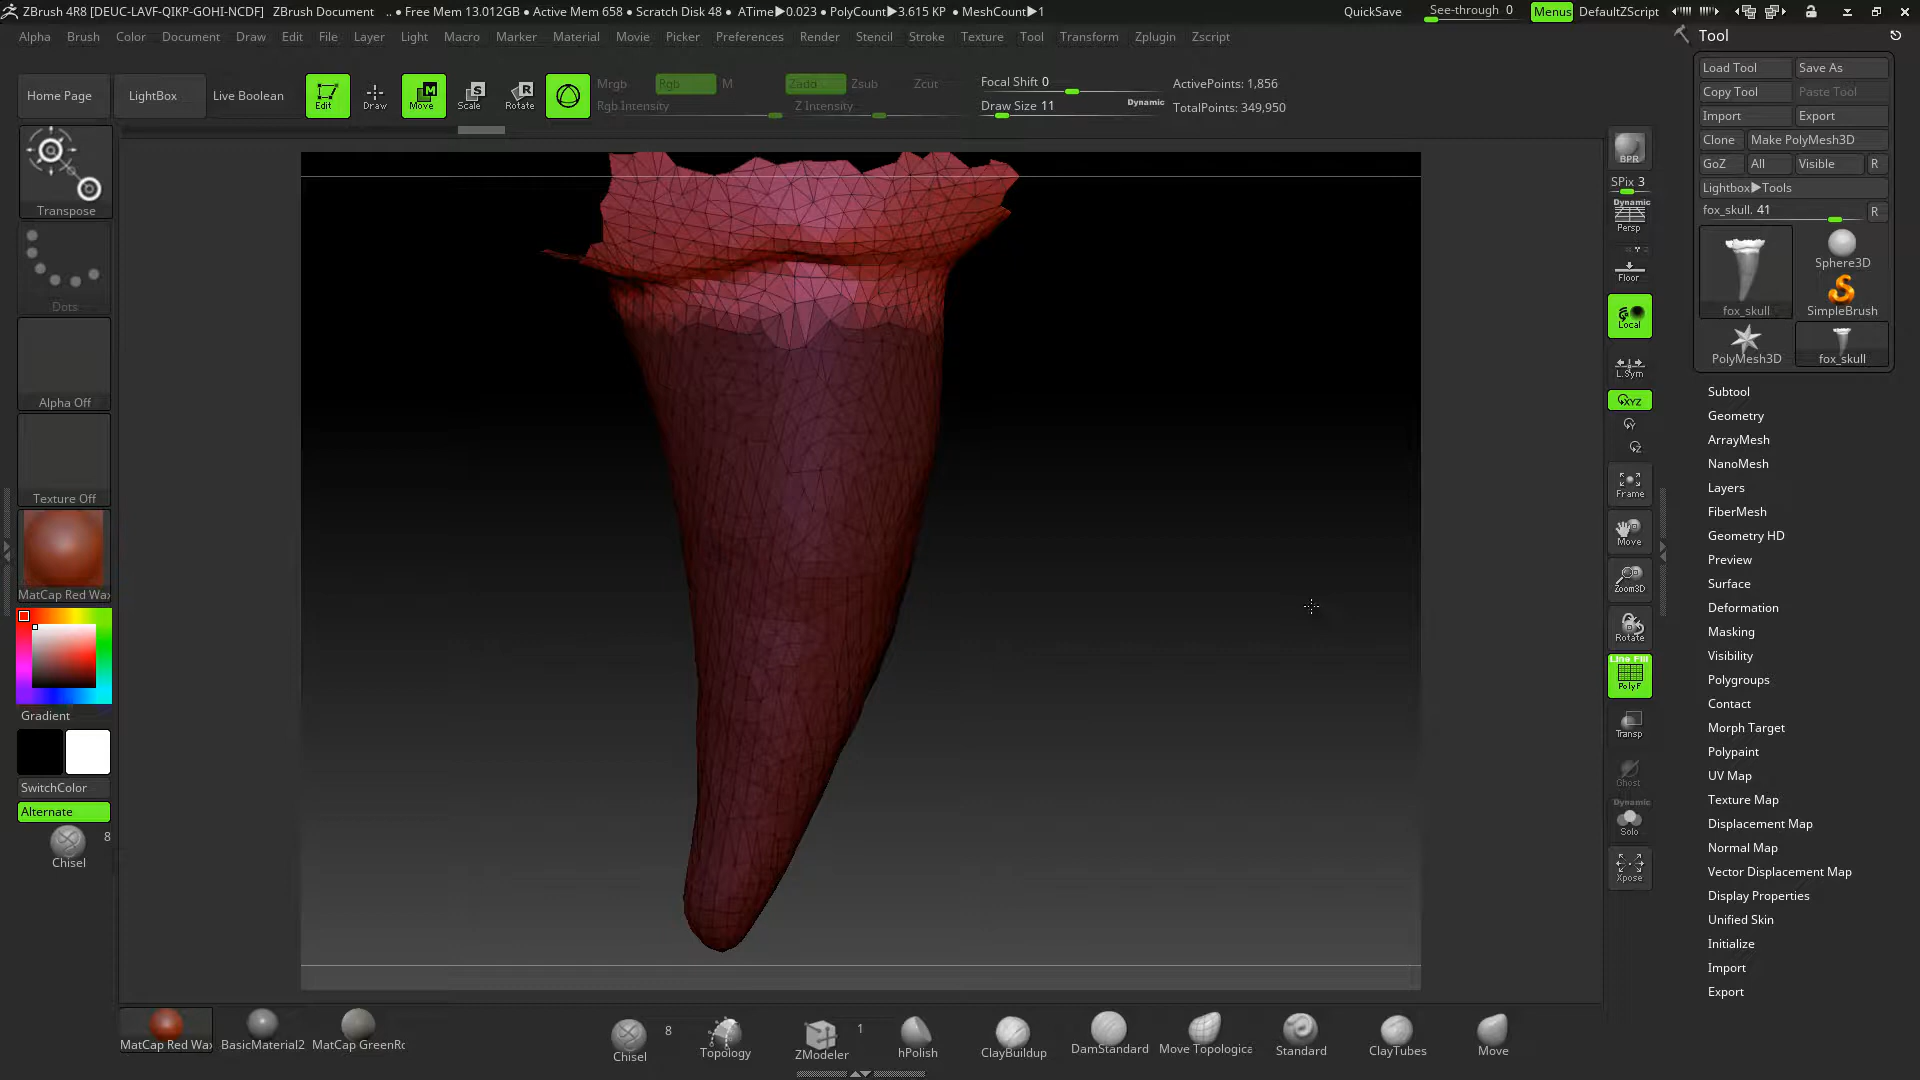 ZBrush 4R8 [DEUC-LAVF-QIKP-GOHI-NCDF] ZBrush Document .. • Free Mem 13.012GB • Active Mem 658 • Scratch Disk 48 • ATime▶0.023 • PolyCount▶3.615 KP • MeshCount▶1 QuickSave See-through 0 Menus DefaultZScript
Alpha Brush Color Document Draw Edit File Layer Light Macro Marker Material Movie Picker Preferences Render Stencil Stroke Texture Tool Transform Zplugin Zscript
Home Page LightBox Live Boolean Edit Draw Move Scale Rotate
Mrgb Rgb M Zadd Zsub Zcut
Rgb Intensity Z Intensity
Focal Shift 0
Draw Size 11 Dynamic
ActivePoints: 1,856
TotalPoints: 349,950
Transpose
Dots
Alpha Off
Texture Off
MatCap Red Wax
Gradient
SwitchColor
Alternate
8
Chisel
BPR
SPix 3
Dynamic
Persp
Floor
Local
L.Sym
XYZ
Y
Z
Frame
Move
Zoom3D
Rotate
Line Fill
PolyF
Transp
Ghost
Dynamic
Solo
Xpose
Tool
Load Tool Save As
Copy Tool Paste Tool
Import Export
Clone Make PolyMesh3D
GoZ All Visible R
Lightbox▶Tools
fox_skull. 41 R
fox_skull Sphere3D
SimpleBrush
PolyMesh3D fox_skull
Subtool
Geometry
ArrayMesh
NanoMesh
Layers
FiberMesh
Geometry HD
Preview
Surface
Deformation
Masking
Visibility
Polygroups
Contact
Morph Target
Polypaint
UV Map
Texture Map
Displacement Map
Normal Map
Vector Displacement Map
Display Properties
Unified Skin
Initialize
Import
Export
MatCap Red Wax BasicMaterial2 MatCap GreenRo
8 1
Chisel Topology ZModeler hPolish ClayBuildup DamStandard Move Topologica Standard ClayTubes Move